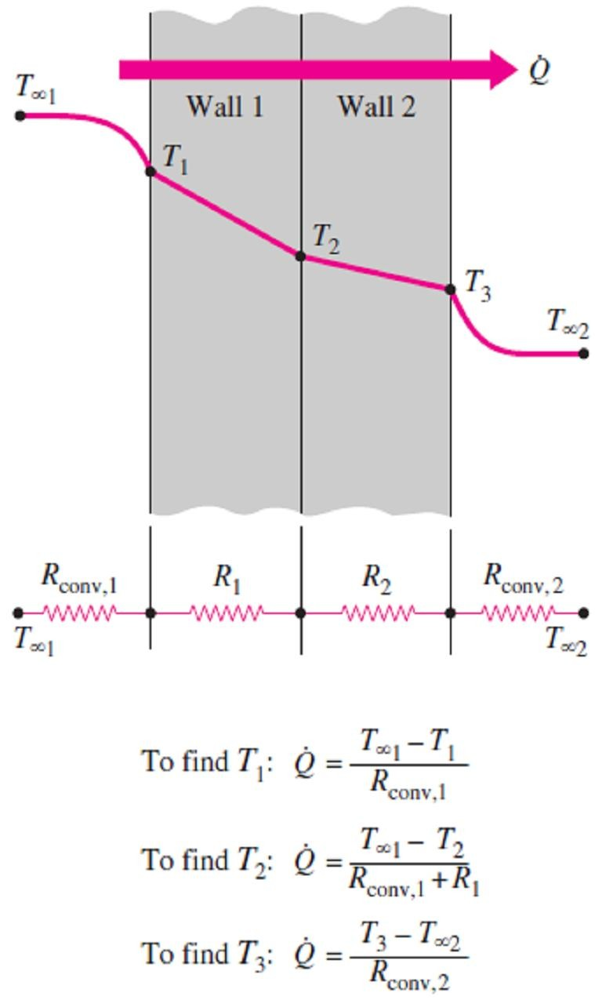 Q̇
T∞1
Wall 1 Wall 2
T1
T2
T3
T∞2
Rconv,1 R1 R2 Rconv,2
T∞1 T∞2
To find T1: Q̇ = (T∞1 − T1) / Rconv,1
To find T2: Q̇ = (T∞1 − T2) / (Rconv,1 + R1)
To find T3: Q̇ = (T3 − T∞2) / Rconv,2